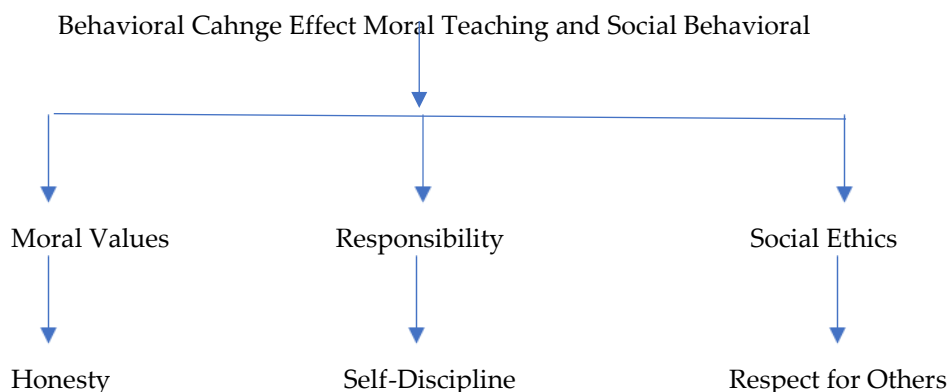 Behavioral Cahnge Effect Moral Teaching and Social Behavioral
Moral Values Responsibility Social Ethics
Honesty Self-Discipline Respect for Others